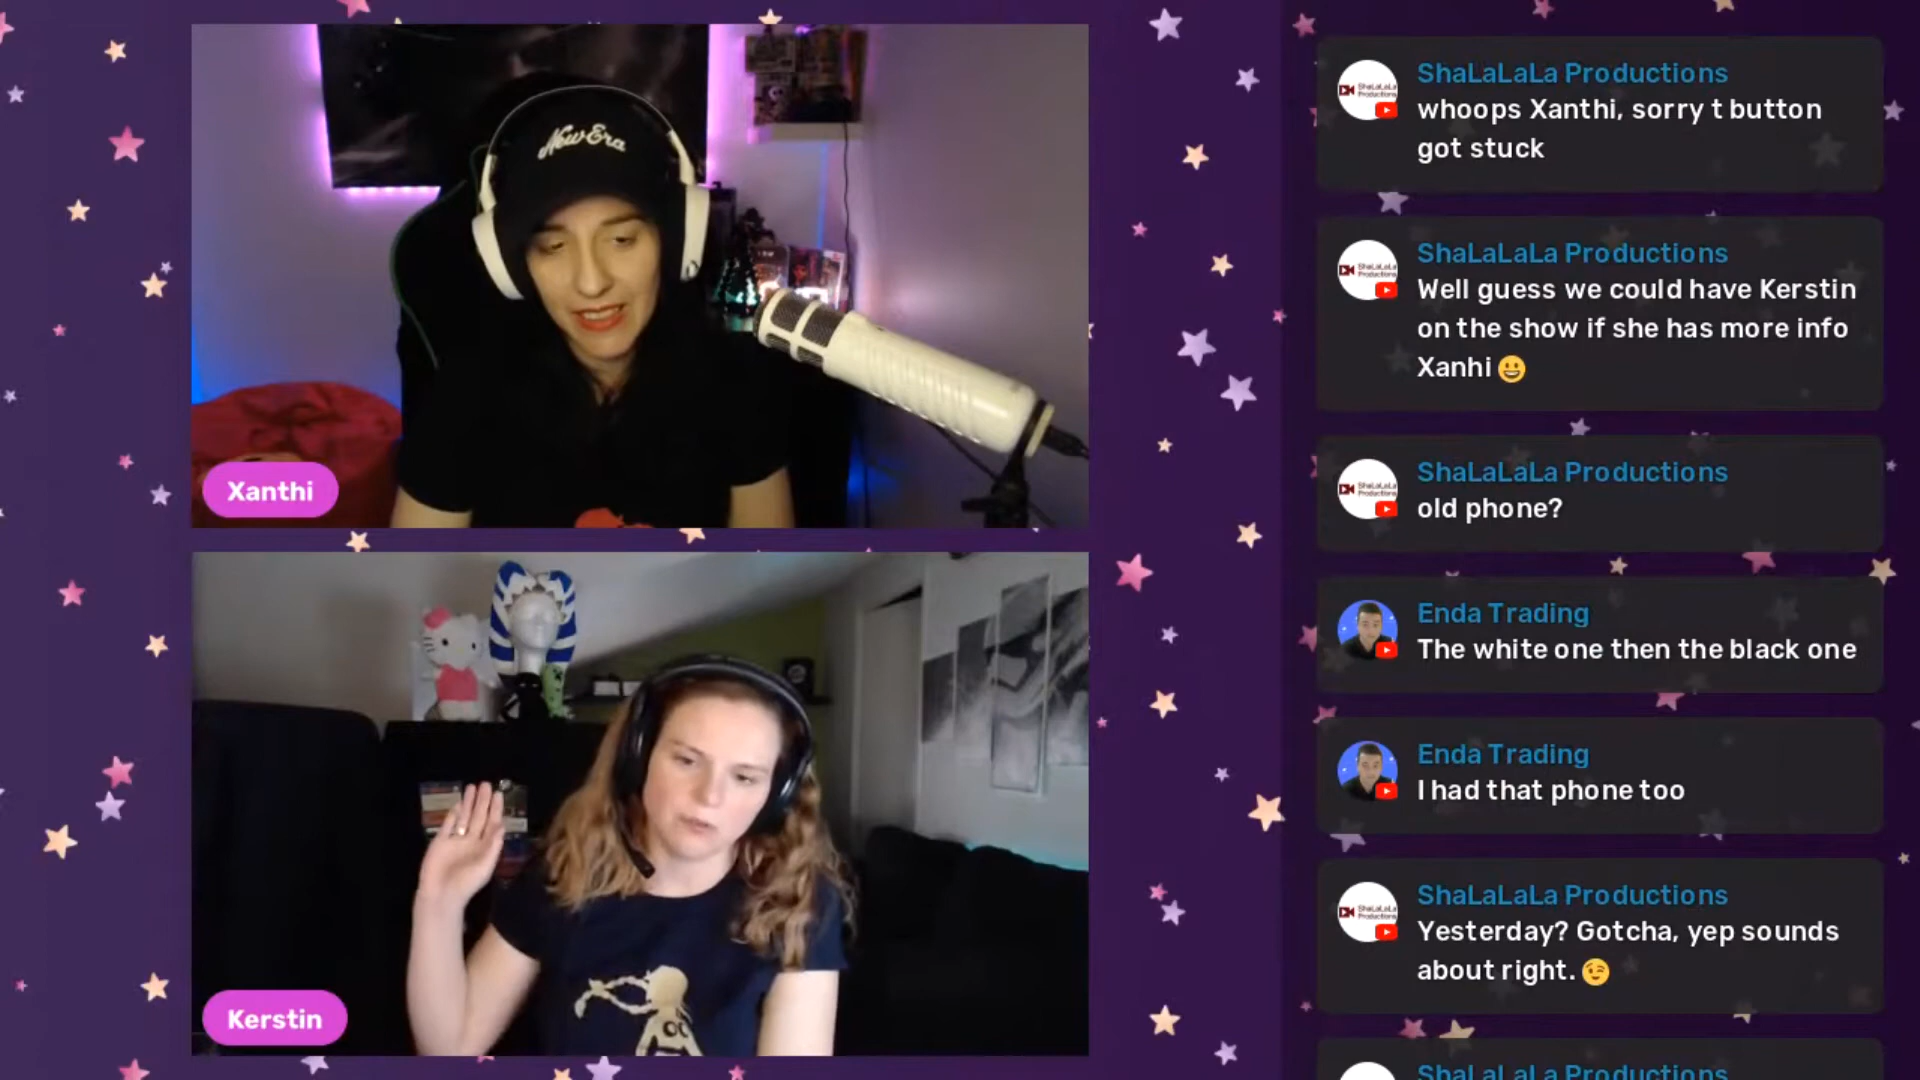 New Era
Xanthi
Kerstin
ShaLaLaLa Productions
whoops Xanthi, sorry t button
got stuck
ShaLaLaLa Productions
Well guess we could have Kerstin
on the show if she has more info
Xanhi 😀
ShaLaLaLa Productions
old phone?
Enda Trading
The white one then the black one
Enda Trading
I had that phone too
ShaLaLaLa Productions
Yesterday? Gotcha, yep sounds
about right. 😉
ShaLaLaLa Productions